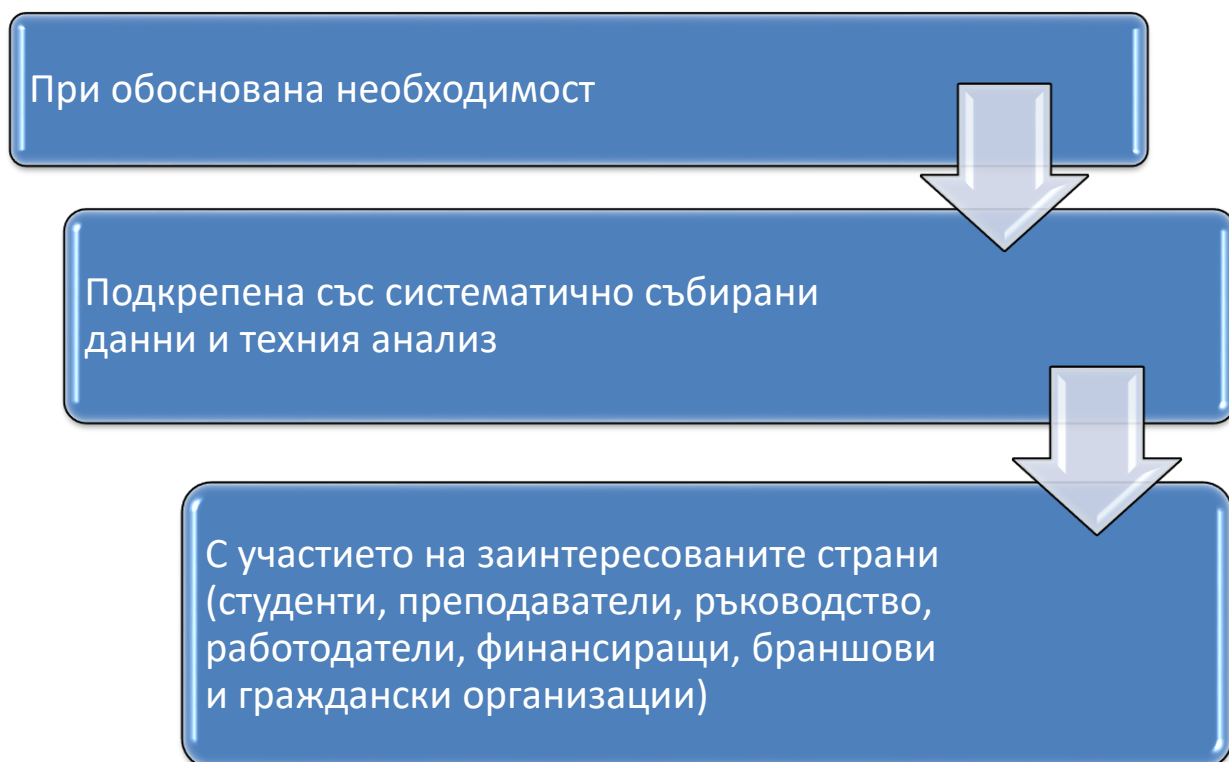 При обоснована необходимост
Подкрепена със систематично събирани
данни и техния анализ
С участието на заинтересованите страни
(студенти, преподаватели, ръководство,
работодатели, финансиращи, браншови
и граждански организации)